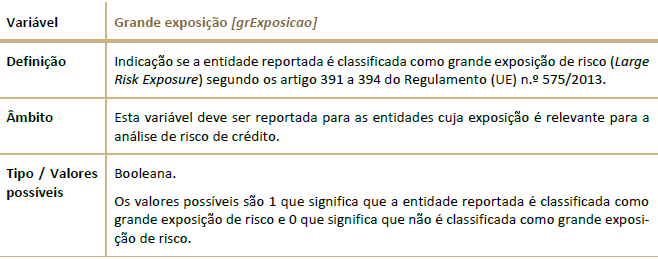 Variável Grande exposição [grExposicao]
Definição Indicação se a entidade reportada é classificada como grande exposição de risco (Large
Risk Exposure) segundo os artigo 391 a 394 do Regulamento (UE) n.º 575/2013.
Âmbito Esta variável deve ser reportada para as entidades cuja exposição é relevante para a
análise de risco de crédito.
Tipo / Valores Booleana.
possíveis
Os valores possíveis são 1 que significa que a entidade reportada é classificada como
grande exposição de risco e 0 que significa que não é classificada como grande exposi-
ção de risco.